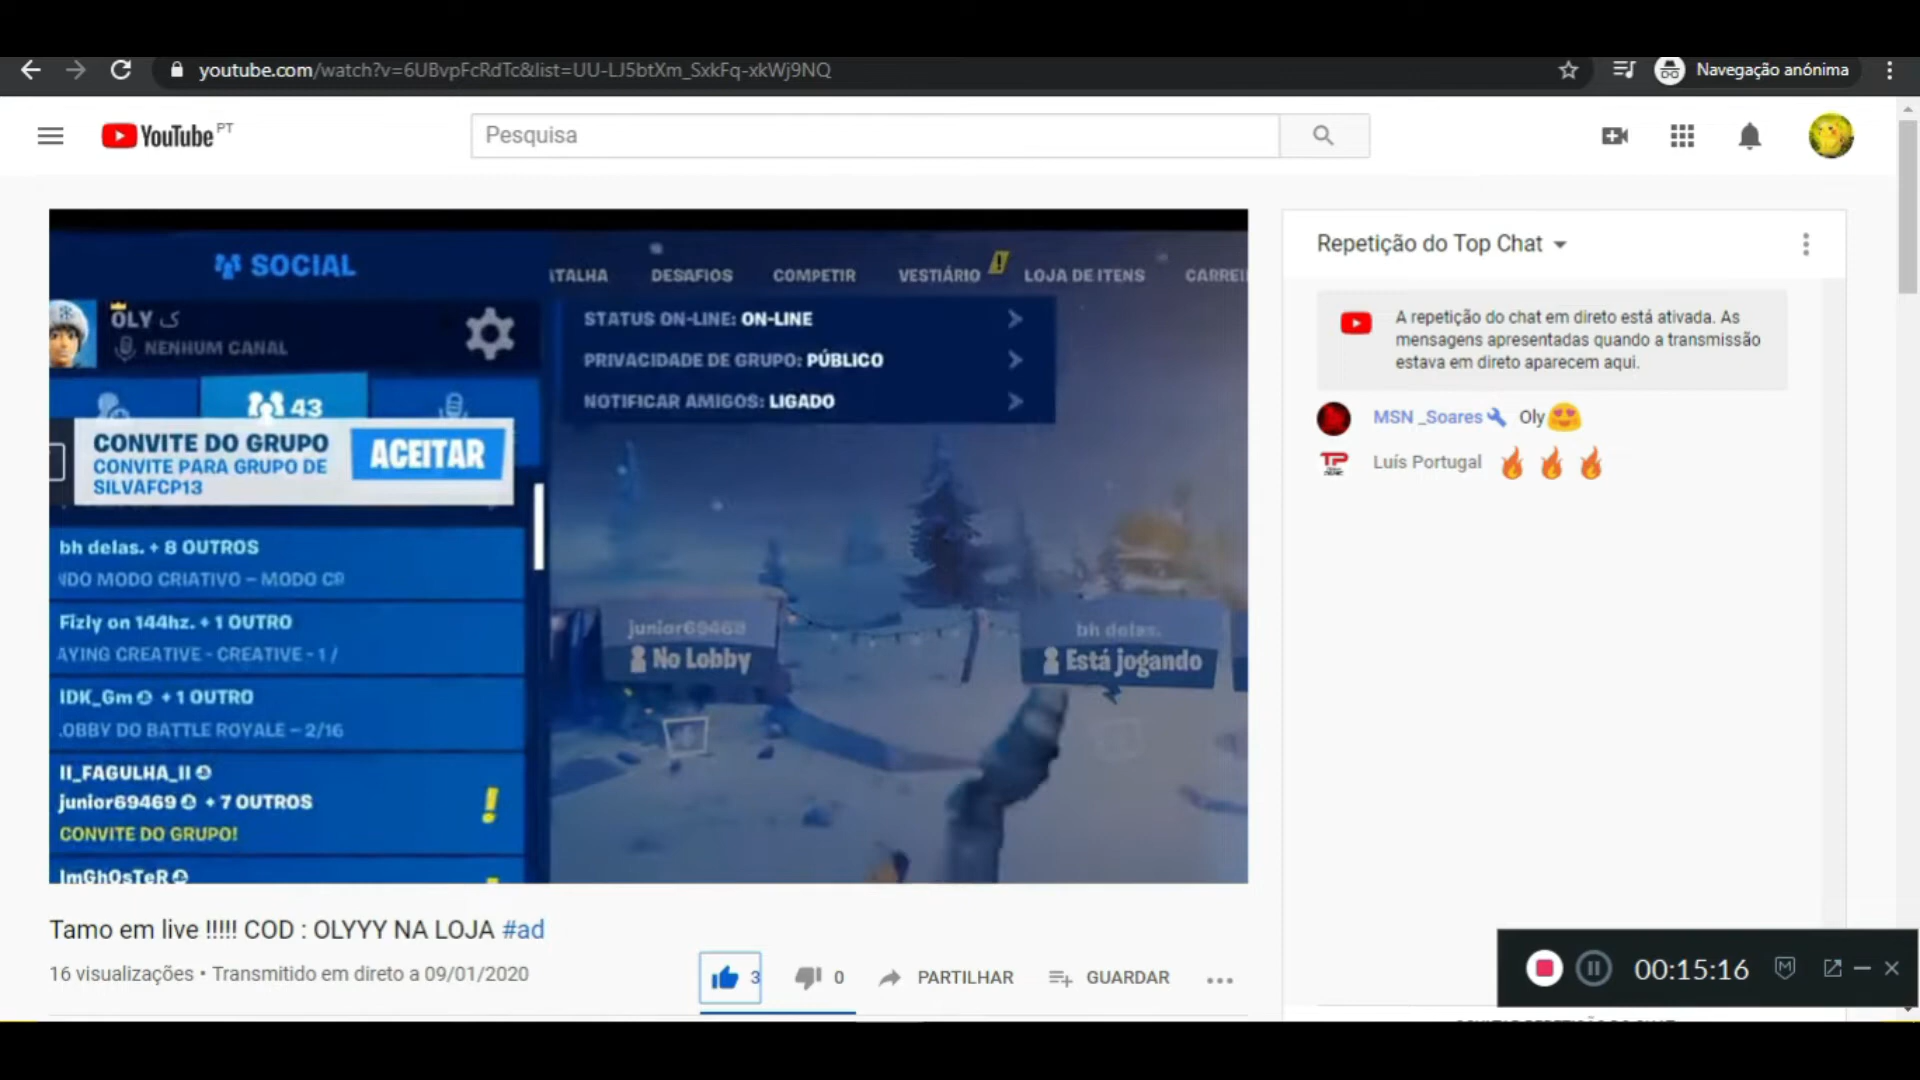 youtube.com/watch?v=6UBvpFcRdTc&list=UU-LJ5btXm_SxkFq-xkWj9NQ
Navegação anónima
YouTube PT
Pesquisa
SOCIAL
ATALHA DESAFIOS COMPETIR VESTIÁRIO LOJA DE ITENS CARREI
OLY
NENHUM CANAL
STATUS ON-LINE: ON-LINE
PRIVACIDADE DE GRUPO: PÚBLICO
NOTIFICAR AMIGOS: LIGADO
43
CONVITE DO GRUPO
CONVITE PARA GRUPO DE
SILVAFCP13
ACEITAR
bh delas. + 8 OUTROS
NDO MODO CRIATIVO – MODO CR
Fizly on 144hz. + 1 OUTRO
AYING CREATIVE - CREATIVE - 1 /
IDK_Gm + 1 OUTRO
.OBBY DO BATTLE ROYALE – 2/16
II_FAGULHA_II
junior69469 + 7 OUTROS
CONVITE DO GRUPO!
ImGhOsTeR
junior69469
No Lobby
bh delas.
Está jogando
Repetição do Top Chat
A repetição do chat em direto está ativada. As
mensagens apresentadas quando a transmissão
estava em direto aparecem aqui.
MSN _Soares Oly😍
Luís Portugal 🔥 🔥 🔥
Tamo em live !!!!! COD : OLYYY NA LOJA #ad
16 visualizações • Transmitido em direto a 09/01/2020
3 0 PARTILHAR GUARDAR
00:15:16